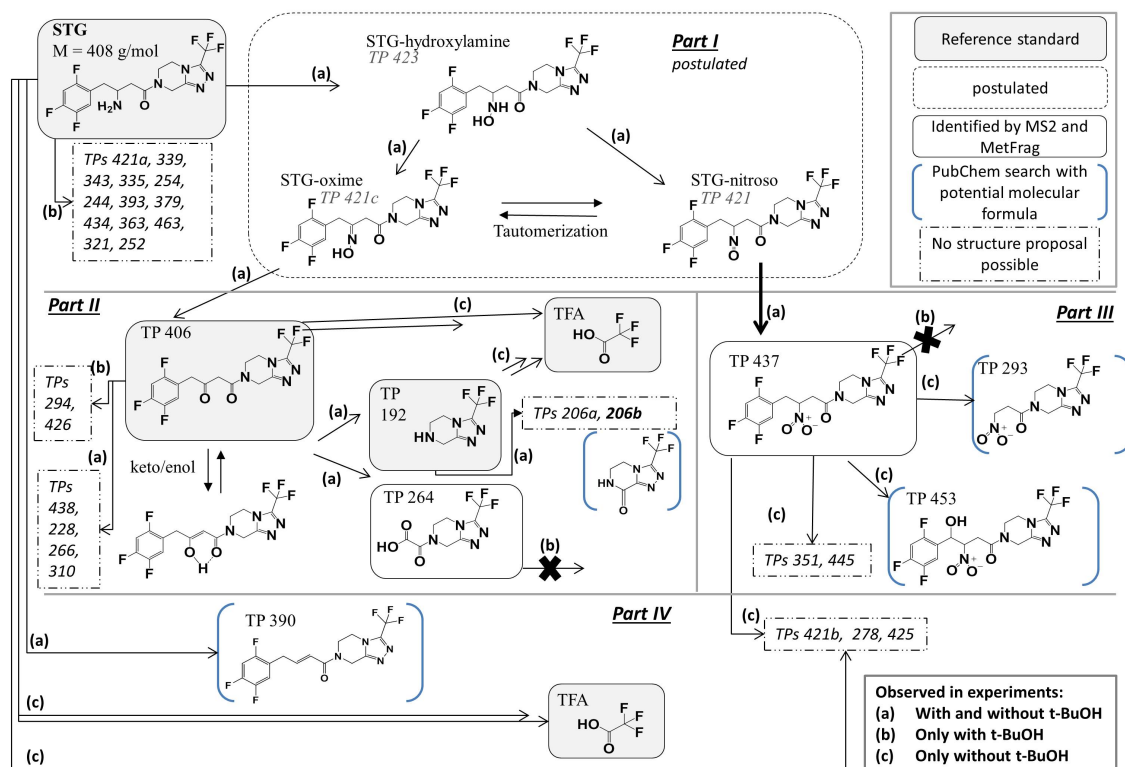 STG
M = 408 g/mol
(a)
STG-hydroxylamine
TP 423
Part I
postulated
(a)
(a)
STG-oxime
TP 421c
STG-nitroso
TP 421
Tautomerization
(b)
TPs 421a, 339,
343, 335, 254,
244, 393, 379,
434, 363, 463,
321, 252
Reference standard
postulated
Identified by MS2 and
MetFrag
PubChem search with
potential molecular
formula
No structure proposal
possible
(a)
(a)
Part II
TP 406
(c)
TFA
(c)
(b)
TPs
294,
426
(a)
TPs
438,
228,
266,
310
keto/enol
(a)
(a)
TP
192
TPs 206a, 206b
(a)
TP 264
(b)
Part III
TP 437
(b)
(c)
TP 293
(c)
TP 453
(c)
TPs 351, 445
(c)
TPs 421b, 278, 425
Part IV
(a)
TP 390
(c)
TFA
(c)
Observed in experiments:
(a) With and without t-BuOH
(b) Only with t-BuOH
(c) Only without t-BuOH